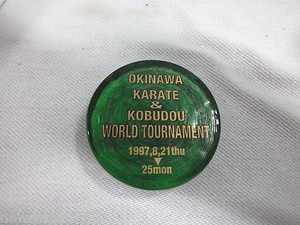 OKINAWA
KARATE
&
KOBUDOU
WORLD TOURNAMENT
1997,8,21thu
▼
25mon